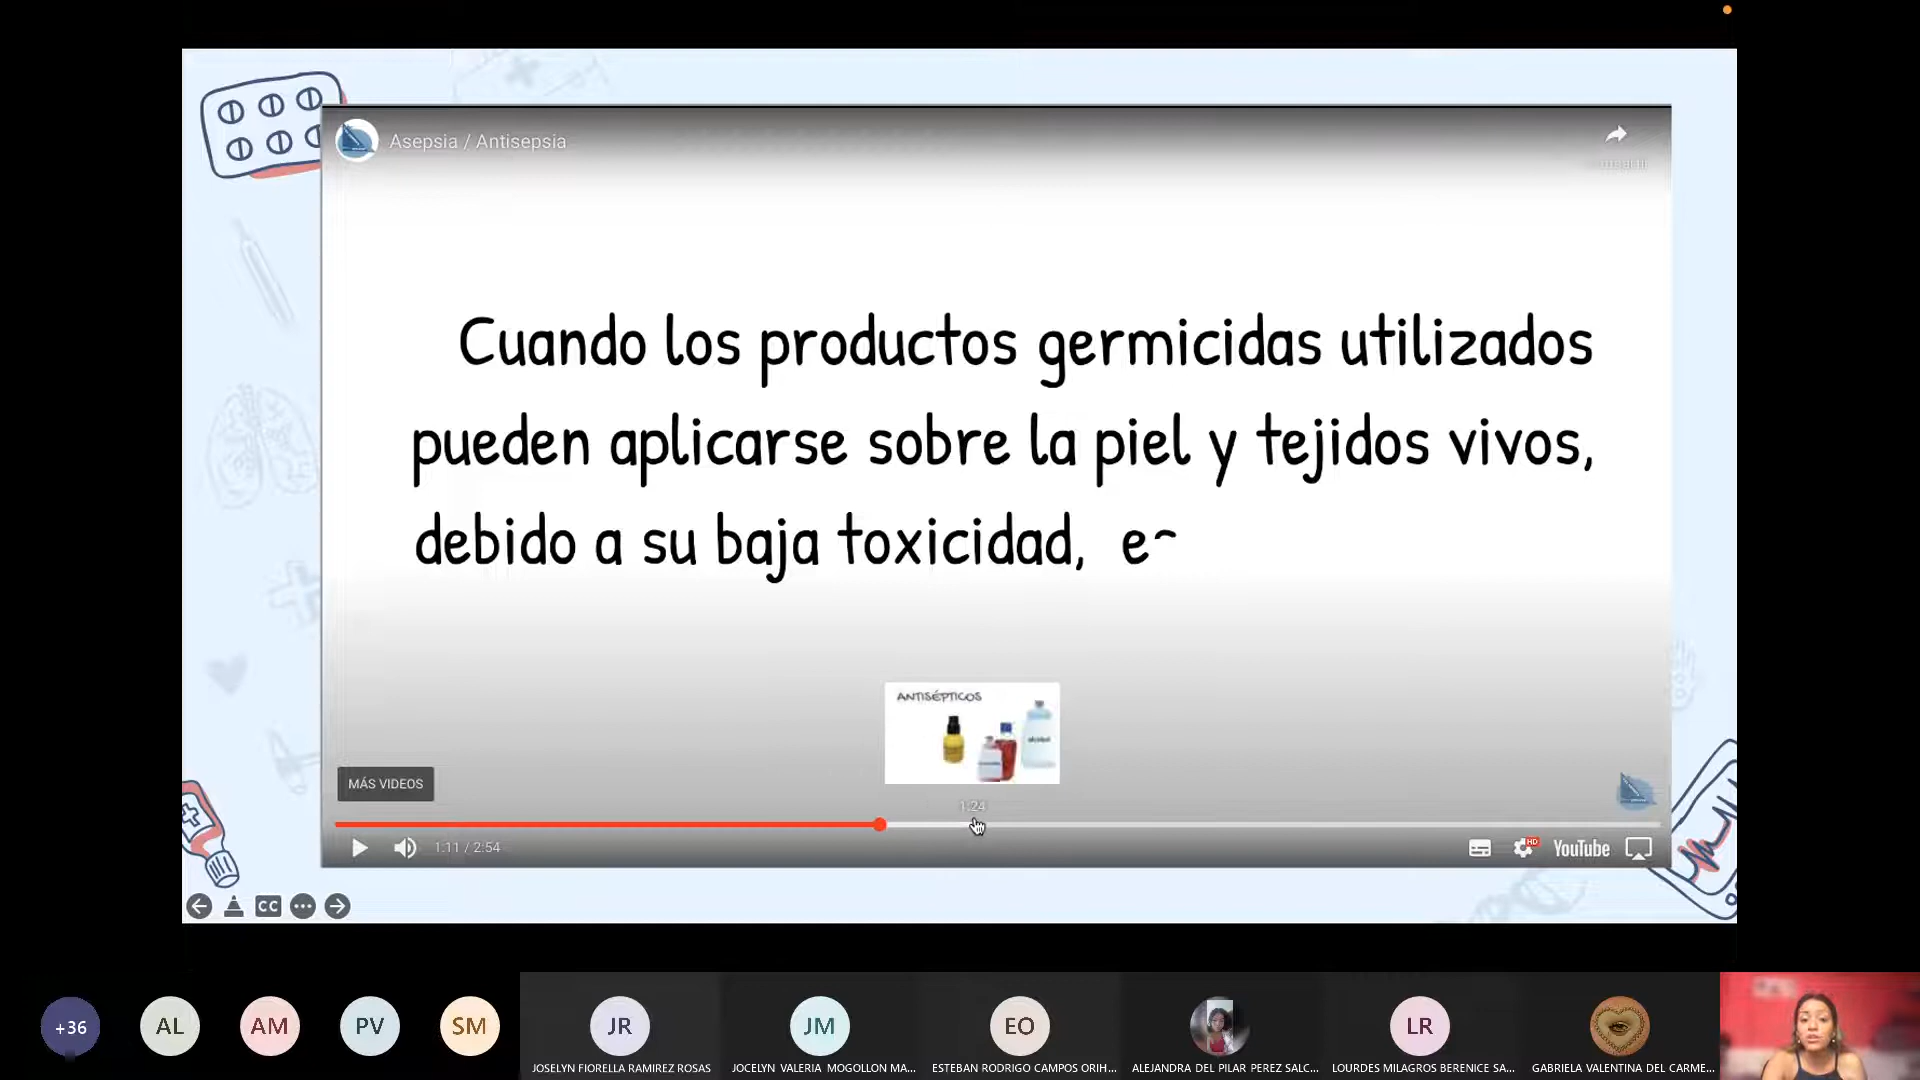 Asepsia / Antisepsia
Cuando los productos germicidas utilizados
pueden aplicarse sobre la piel y tejidos vivos,
debido a su baja toxicidad,
ANTISÉPTICOS
MÁS VIDEOS
1:24
1:11 / 2:54
HD
YouTube
CC
+36
AL
AM
PV
SM
JR
JM
EO
LR
JOSELYN FIORELLA RAMIREZ ROSAS
JOCELYN VALERIA MOGOLLON MA...
ESTEBAN RODRIGO CAMPOS ORIH...
ALEJANDRA DEL PILAR PEREZ SALC...
LOURDES MILAGROS BERENICE SA...
GABRIELA VALENTINA DEL CARME...